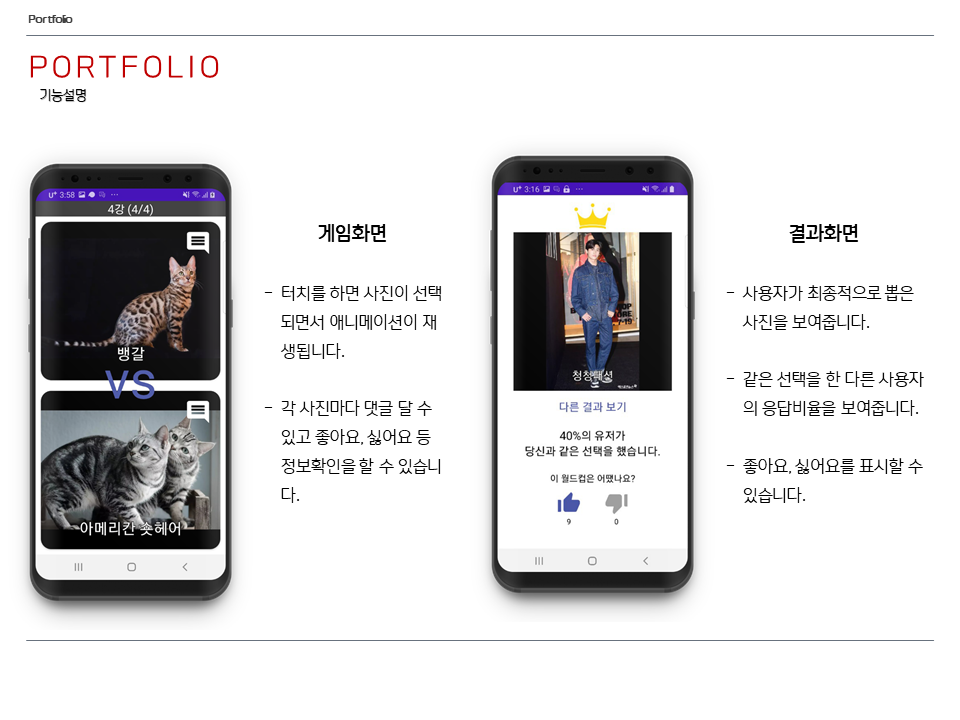 Portfolio
PORTFOLIO
기능설명
U+ 3:58
4강 (4/4)
뱅갈
VS
아메리칸 숏헤어
게임화면
- 터치를 하면 사진이 선택
되면서 애니메이션이 재
생됩니다.
- 각 사진마다 댓글 달 수
있고 좋아요, 싫어요 등
정보확인을 할 수 있습니
다.
U+ 3:16
청청패션
다른 결과 보기
40%의 유저가
당신과 같은 선택을 했습니다.
이 월드컵은 어땠나요?
9 0
결과화면
- 사용자가 최종적으로 뽑은
사진을 보여줍니다.
- 같은 선택을 한 다른 사용자
의 응답비율을 보여줍니다.
- 좋아요, 싫어요를 표시할 수
있습니다.